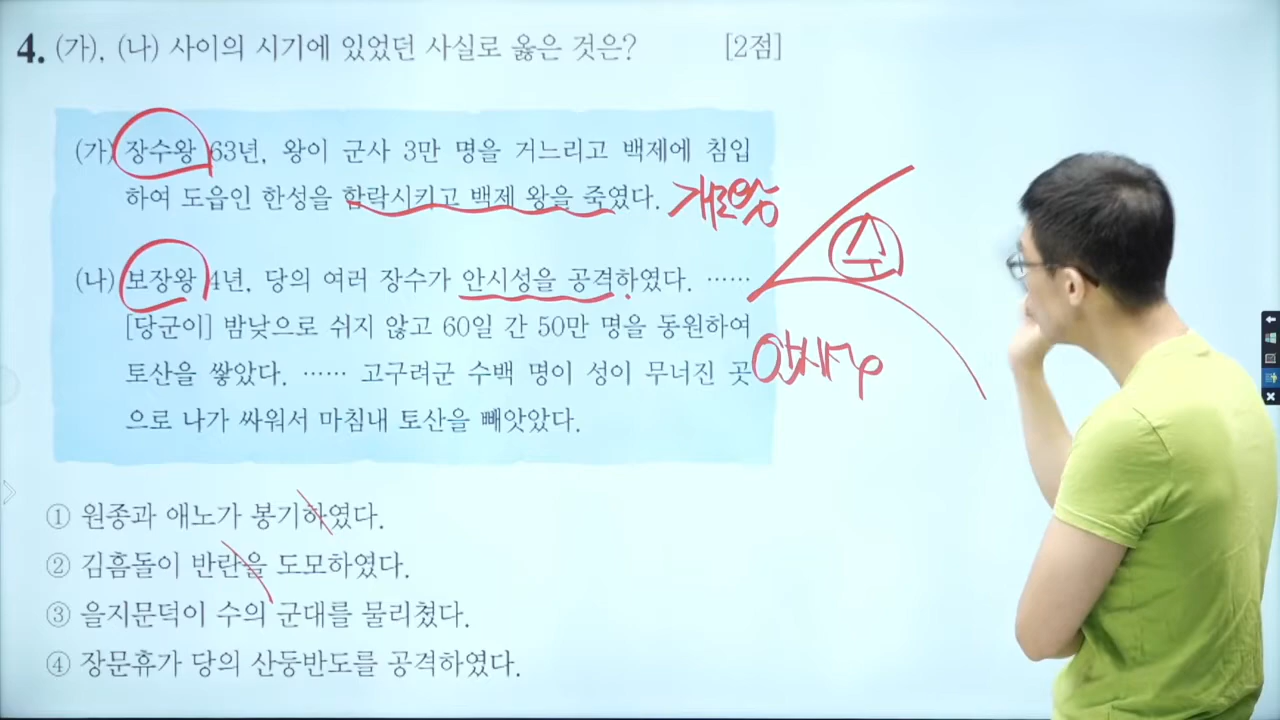 4. (가), (나) 사이의 시기에 있었던 사실로 옳은 것은? [2점]
(가) 장수왕 63년, 왕이 군사 3만 명을 거느리고 백제에 침입
하여 도읍인 한성을 함락시키고 백제 왕을 죽였다. 개로왕
수
(나) 보장왕 4년, 당의 여러 장수가 안시성을 공격하였다. ……
[당군이] 밤낮으로 쉬지 않고 60일 간 50만 명을 동원하여
토산을 쌓았다. …… 고구려군 수백 명이 성이 무너진 곳
으로 나가 싸워서 마침내 토산을 빼앗았다.
① 원종과 애노가 봉기하였다.
② 김흠돌이 반란을 도모하였다.
③ 을지문덕이 수의 군대를 물리쳤다.
④ 장문휴가 당의 산둥반도를 공격하였다.